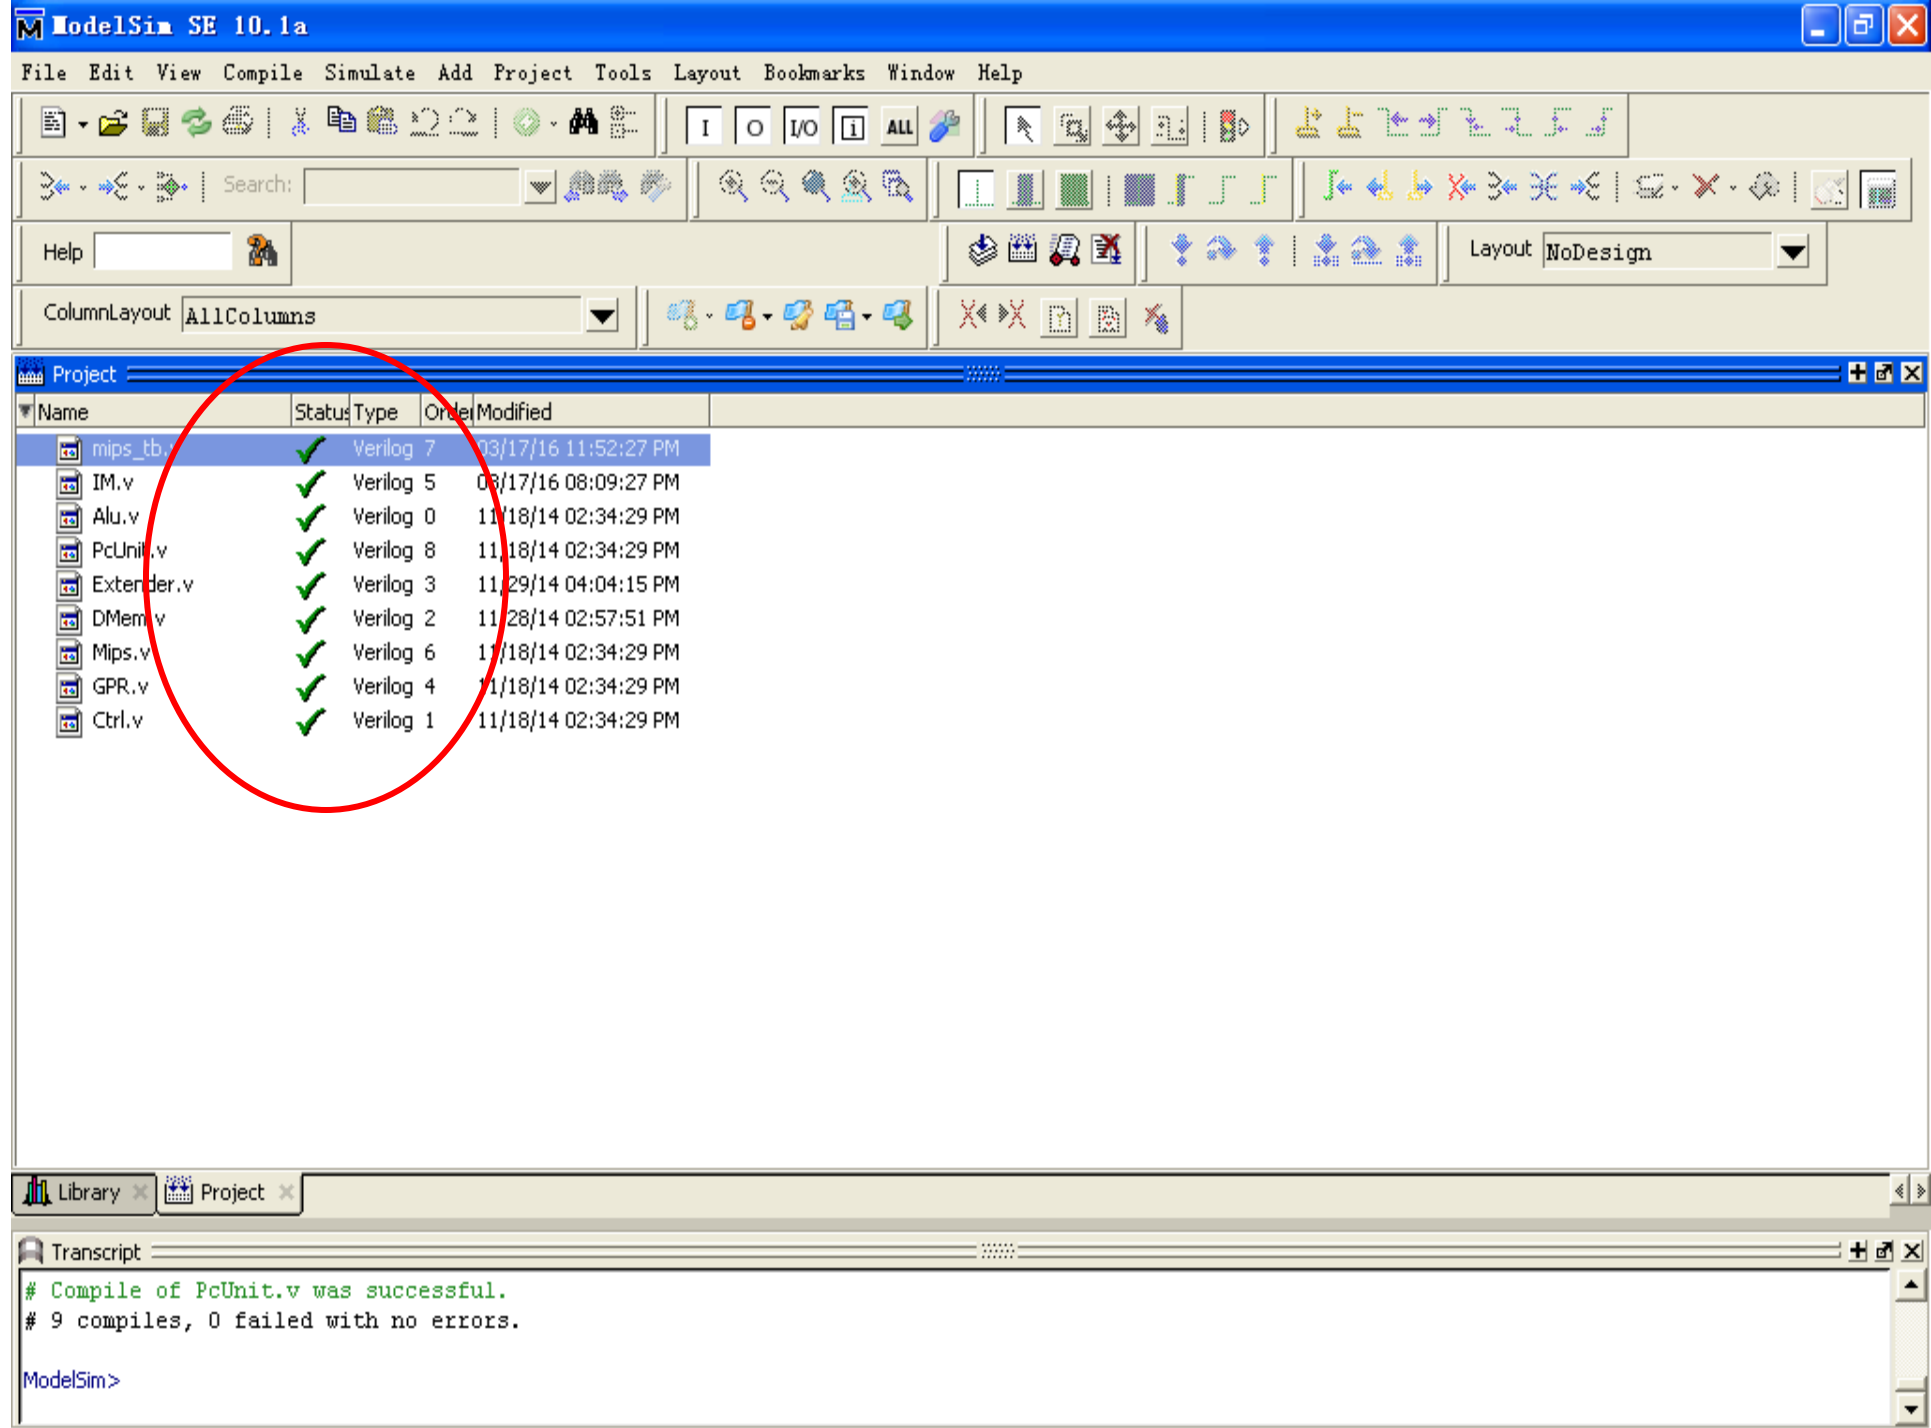 ModelSim SE 10.1a
File Edit View Compile Simulate Add Project Tools Layout Bookmarks Window Help
I O I/O i ALL
Search:
Help
Layout NoDesign
ColumnLayout AllColumns
Project
Name Status Type Order Modified
mips_tb.v Verilog 7 03/17/16 11:52:27 PM
IM.v Verilog 5 03/17/16 08:09:27 PM
Alu.v Verilog 0 11/18/14 02:34:29 PM
PcUnit.v Verilog 8 11/18/14 02:34:29 PM
Extender.v Verilog 3 11/29/14 04:04:15 PM
DMem.v Verilog 2 11/28/14 02:57:51 PM
Mips.v Verilog 6 11/18/14 02:34:29 PM
GPR.v Verilog 4 11/18/14 02:34:29 PM
Ctrl.v Verilog 1 11/18/14 02:34:29 PM
Library Project
Transcript
# Compile of PcUnit.v was successful.
# 9 compiles, 0 failed with no errors.
ModelSim>